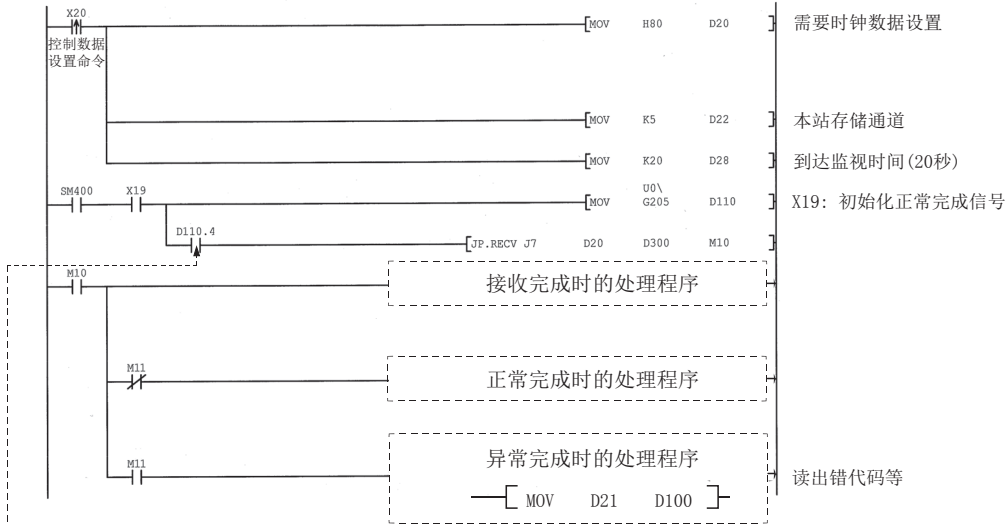 X20
控制数据
设置命令
MOV H80 D20 需要时钟数据设置
MOV K5 D22 本站存储通道
MOV K20 D28 到达监视时间(20秒)
SM400 X19
MOV U0\
G205 D110 X19: 初始化正常完成信号
D110.4
JP.RECV J7 D20 D300 M10
M10
接收完成时的处理程序
M11
正常完成时的处理程序
M11
异常完成时的处理程序
MOV D21 D100
读出错代码等